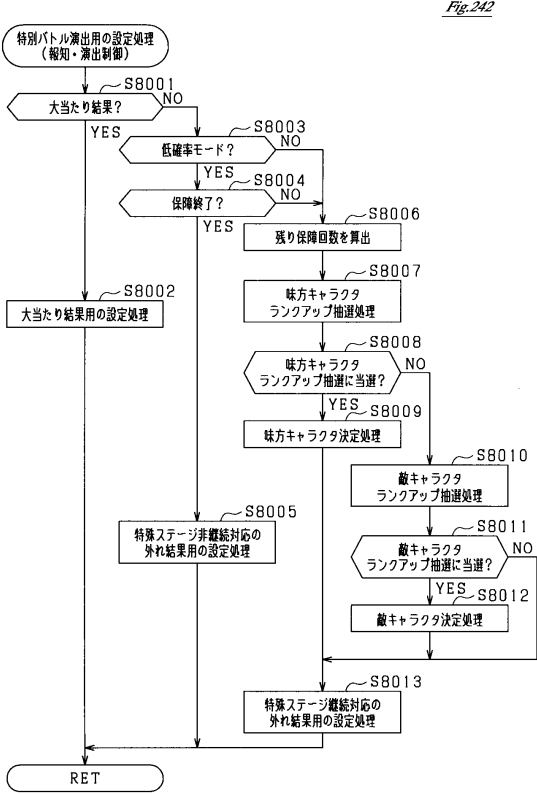 Fig.242
特別バトル演出用の設定処理
(報知・演出制御)
S8001
大当たり結果?
NO
YES
S8003
低確率モード?
NO
YES
S8004
保障終了?
NO
YES
S8006
残り保障回数を算出
S8007
味方キャラクタ
ランクアップ抽選処理
S8002
大当たり結果用の設定処理
S8008
味方キャラクタ
ランクアップ抽選に当選?
NO
YES
S8009
味方キャラクタ決定処理
S8010
敵キャラクタ
ランクアップ抽選処理
S8005
特殊ステージ非継続対応の
外れ結果用の設定処理
S8011
敵キャラクタ
ランクアップ抽選に当選?
NO
YES
S8012
敵キャラクタ決定処理
S8013
特殊ステージ継続対応の
外れ結果用の設定処理
RET